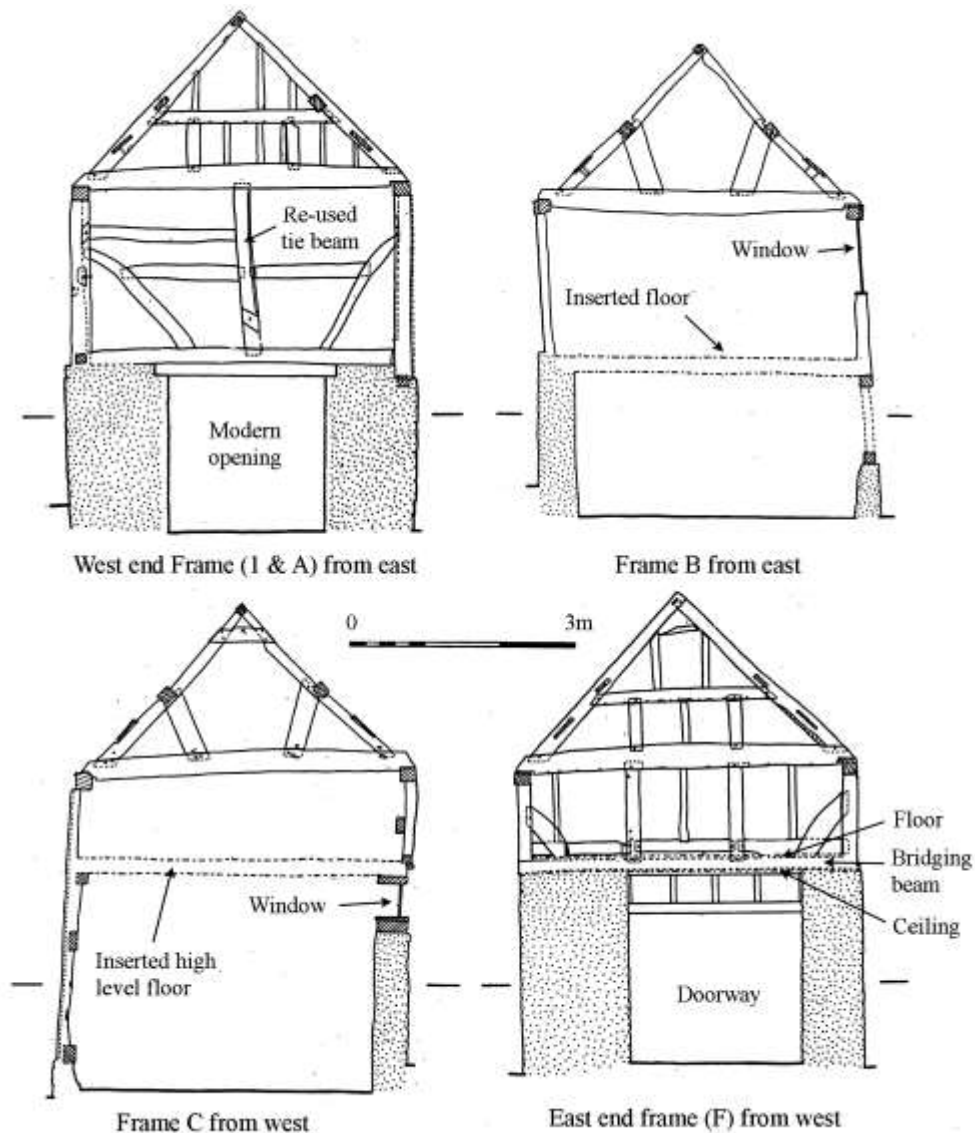 Re-used
tie beam
Modern
opening
West end Frame (1 & A) from east
Window
Inserted floor
Frame B from east
0 3m
Window
Inserted high
level floor
Frame C from west
Floor
Bridging
beam
Ceiling
Doorway
East end frame (F) from west